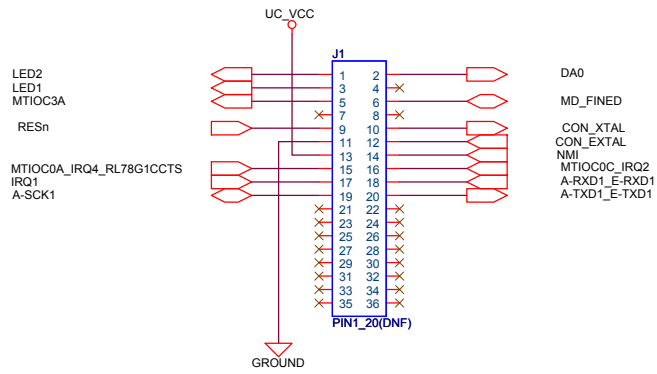 UC_VCC
J1
LED2 1 2 DA0
LED1 3 4
MTIOC3A 5 6 MD_FINED
7 8
RESn 9 10 CON_XTAL
11 12 CON_EXTAL
13 14 NMI
MTIOC0A_IRQ4_RL78G1CCTS 15 16 MTIOC0C_IRQ2
IRQ1 17 18 A-RXD1_E-RXD1
A-SCK1 19 20 A-TXD1_E-TXD1
21 22
23 24
25 26
27 28
29 30
31 32
33 34
35 36
PIN1_20(DNF)
GROUND